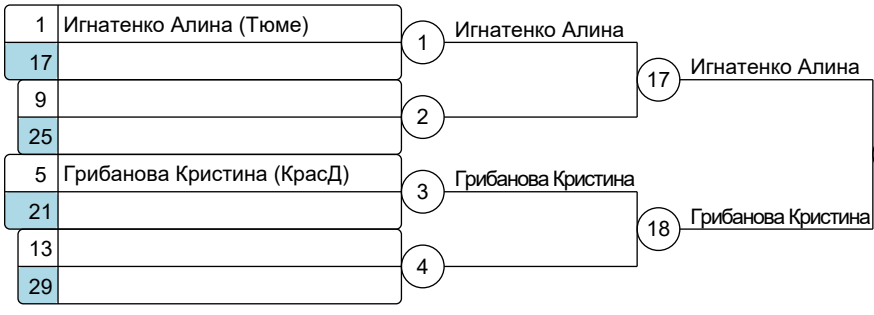 1 Игнатенко Алина (Тюме)
17
1 Игнатенко Алина
9
25
2
17 Игнатенко Алина
5 Грибанова Кристина (КрасД)
21
3 Грибанова Кристина
13
29
4
18 Грибанова Кристина